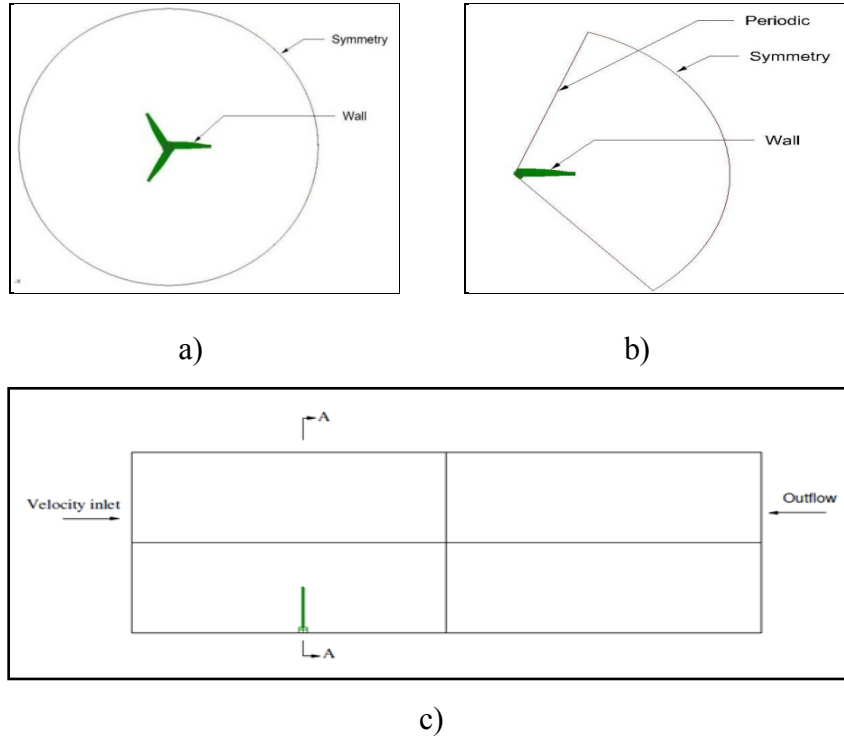 Symmetry
Wall
a)
Periodic
Symmetry
Wall
b)
A
Velocity inlet
Outflow
A
c)